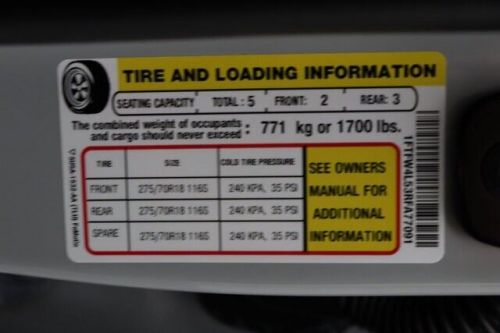 TIRE AND LOADING INFORMATION
SEATING CAPACITY TOTAL: 5 FRONT: 2 REAR: 3
The combined weight of occupants
and cargo should never exceed : 771 kg or 1700 lbs.
TIRE SIZE COLD TIRE PRESSURE
FRONT 275/70R18 116S 240 KPA, 35 PSI
REAR 275/70R18 116S 240 KPA, 35 PSI
SPARE 275/70R18 116S 240 KPA, 35 PSI
SEE OWNERS
MANUAL FOR
ADDITIONAL
INFORMATION
1FTFW4L53RFA77091